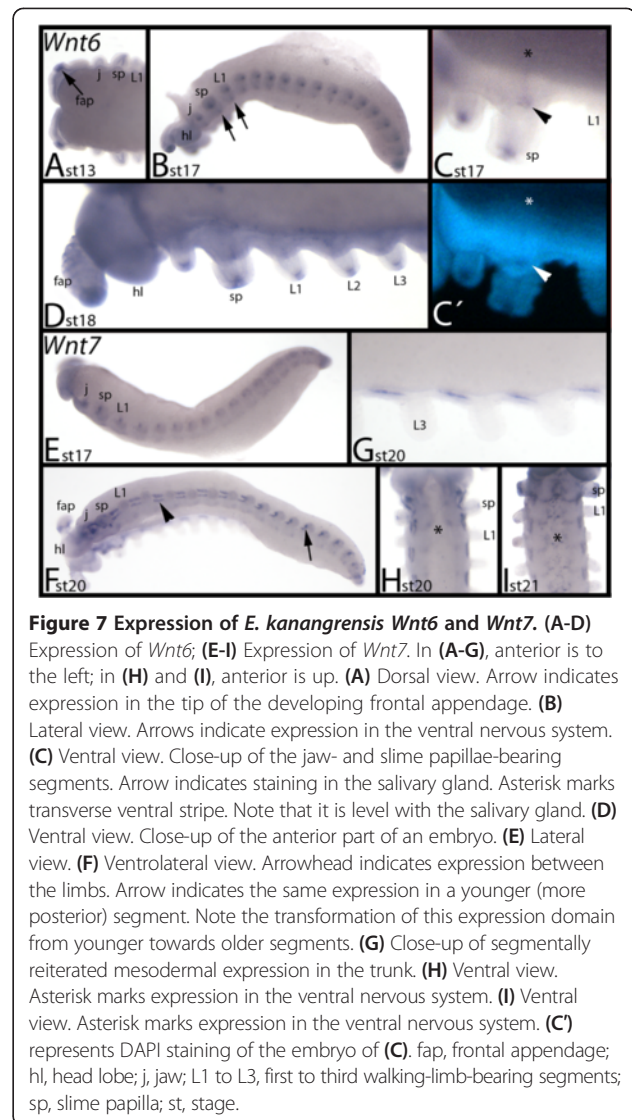 Wnt6
j sp L1
fap
A st13
L1
sp
j
hl
B st17
*
L1
sp
C st17
fap
hl
sp
L1
L2
L3
D st18
*
C′
Wnt7
j
sp
L1
E st17
L3
G st20
L1
sp
fap j
hl
F st20
sp
*
L1
H st20
sp
L1
*
I st21
Figure 7 Expression of E. kanangrensis Wnt6 and Wnt7. (A-D)
Expression of Wnt6; (E-I) Expression of Wnt7. In (A-G), anterior is to
the left; in (H) and (I), anterior is up. (A) Dorsal view. Arrow indicates
expression in the tip of the developing frontal appendage. (B)
Lateral view. Arrows indicate expression in the ventral nervous system.
(C) Ventral view. Close-up of the jaw- and slime papillae-bearing
segments. Arrow indicates staining in the salivary gland. Asterisk marks
transverse ventral stripe. Note that it is level with the salivary gland. (D)
Ventral view. Close-up of the anterior part of an embryo. (E) Lateral
view. (F) Ventrolateral view. Arrowhead indicates expression between
the limbs. Arrow indicates the same expression in a younger (more
posterior) segment. Note the transformation of this expression domain
from younger towards older segments. (G) Close-up of segmentally
reiterated mesodermal expression in the trunk. (H) Ventral view.
Asterisk marks expression in the ventral nervous system. (I) Ventral
view. Asterisk marks expression in the ventral nervous system. (C′)
represents DAPI staining of the embryo of (C). fap, frontal appendage;
hl, head lobe; j, jaw; L1 to L3, first to third walking-limb-bearing segments;
sp, slime papilla; st, stage.